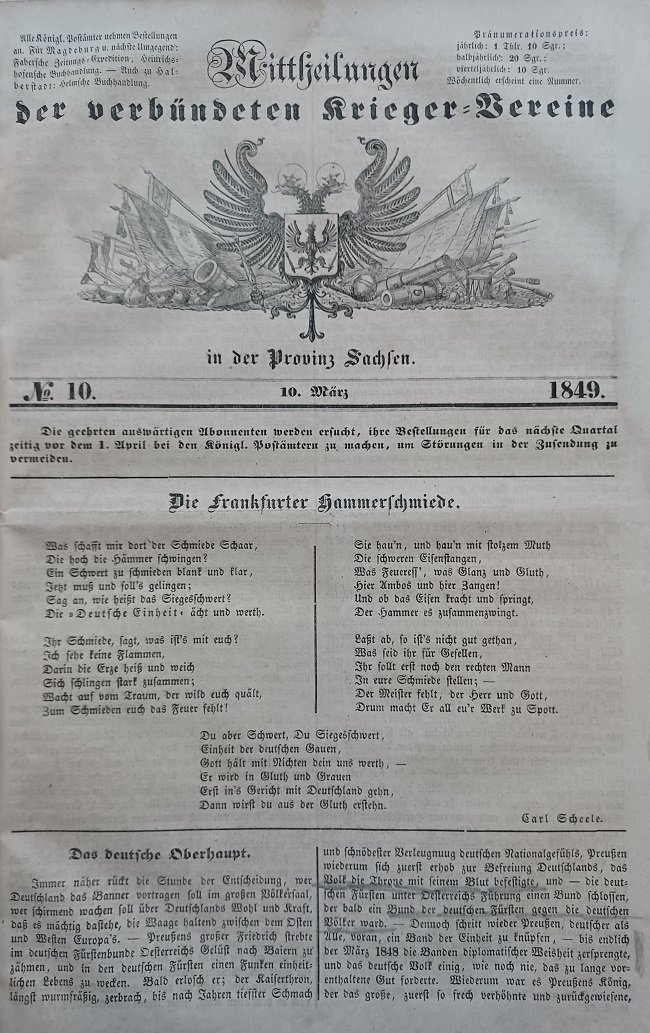 Alle Königl. Postämter nehmen Bestellungen
an. Für Magdeburg u. nächste Umgegend:
Fabersche Zeitungs-Expedition, Heinrichs-
hofensche Buchhandlung. — Auch zu Hal-
berstadt: Helmsche Buchhandlung.
Pränumerationspreis:
jährlich: 1 Thlr. 10 Sgr.;
halbjährlich: 20 Sgr.;
vierteljährlich: 10 Sgr.
Wöchentlich erscheint eine Nummer.
Mittheilungen
der verbündeten Krieger-Vereine
in der Provinz Sachsen.
No. 10.
10. März
1849.
Die geehrten auswärtigen Abonnenten werden ersucht, ihre Bestellungen für das nächste Quartal
zeitig vor dem 1. April bei den Königl. Postämtern zu machen, um Störungen in der Zusendung zu
vermeiden.
Die Frankfurter Hammerschmiede.
Was schafft mir dort der Schmiede Schaar,
Die hoch die Hämmer schwingen?
Ein Schwert zu schmieden blank und klar,
Jetzt muß und soll's gelingen;
Sag an, wie heißt das Siegesschwert?
Die »Deutsche Einheit« ächt und werth.
Ihr Schmiede, sagt, was ist's mit euch?
Ich sehe keine Flammen,
Darin die Erze heiß und weich
Sich schlingen stark zusammen;
Wacht auf vom Traum, der wild euch quält,
Zum Schmieden euch das Feuer fehlt!
Sie hau'n, und hau'n mit stolzem Muth
Die schweren Eisenstangen,
Was Feueress', was Glanz und Gluth,
Hier Ambos und hier Zangen!
Und ob das Eisen kracht und springt,
Der Hammer es zusammenzwingt.
Laßt ab, so ist's nicht gut gethan,
Was seid ihr für Gesellen,
Ihr sollt erst noch den rechten Mann
In eure Schmiede stellen; —
Der Meister fehlt, der Herr und Gott,
Drum macht Er all eu'r Werk zu Spott.
Du aber Schwert, Du Siegesschwert,
Einheit der deutschen Gauen,
Gott hält mit Nichten dein uns werth, —
Er wird in Gluth und Grauen
Erst in's Gericht mit Deutschland gehn,
Dann wirst du aus der Gluth erstehn.
Carl Scheele.
Das deutsche Oberhaupt.
Immer näher rückt die Stunde der Entscheidung, wer
Deutschland das Banner vortragen soll im großen Völkersaal,
wer schirmend wachen soll über Deutschlands Wohl und Kraft,
daß es mächtig dastehe, die Waage haltend zwischen dem Osten
und Westen Europa's. — Preußens großer Friedrich strebte
im deutschen Fürstenbunde Oesterreichs Gelüst nach Baiern zu
zähmen, und in den deutschen Fürsten einen Funken einheit-
lichen Lebens zu wecken. Bald erlosch er; der Kaiserthron,
längst wurmfräßig, zerbrach, bis nach Jahren tiefster Schmach
und schnödester Verleugnuug deutschen Nationalgefühls, Preußen
wiederum sich zuerst erhob zur Befreiung Deutschlands, das
Volk die Throne mit seinem Blut befestigte, und — die deut-
schen Fürsten unter Oesterreichs Führung einen Bund schlossen,
der bald ein Bund der deutschen Fürsten gegen die deutschen
Völker ward. — Dennoch schritt wieder Preußen, deutscher als
Alle, voran, ein Band der Einheit zu knüpfen, — bis endlich
der März 1848 die Banden diplomatischer Weisheit zersprengte,
und das deutsche Volk einig, wie noch nie, das zu lange vor-
enthaltene Gut forderte. Wiederum war es Preußens König,
der das große, zuerst so frech verhöhnte und zurückgewiesene,